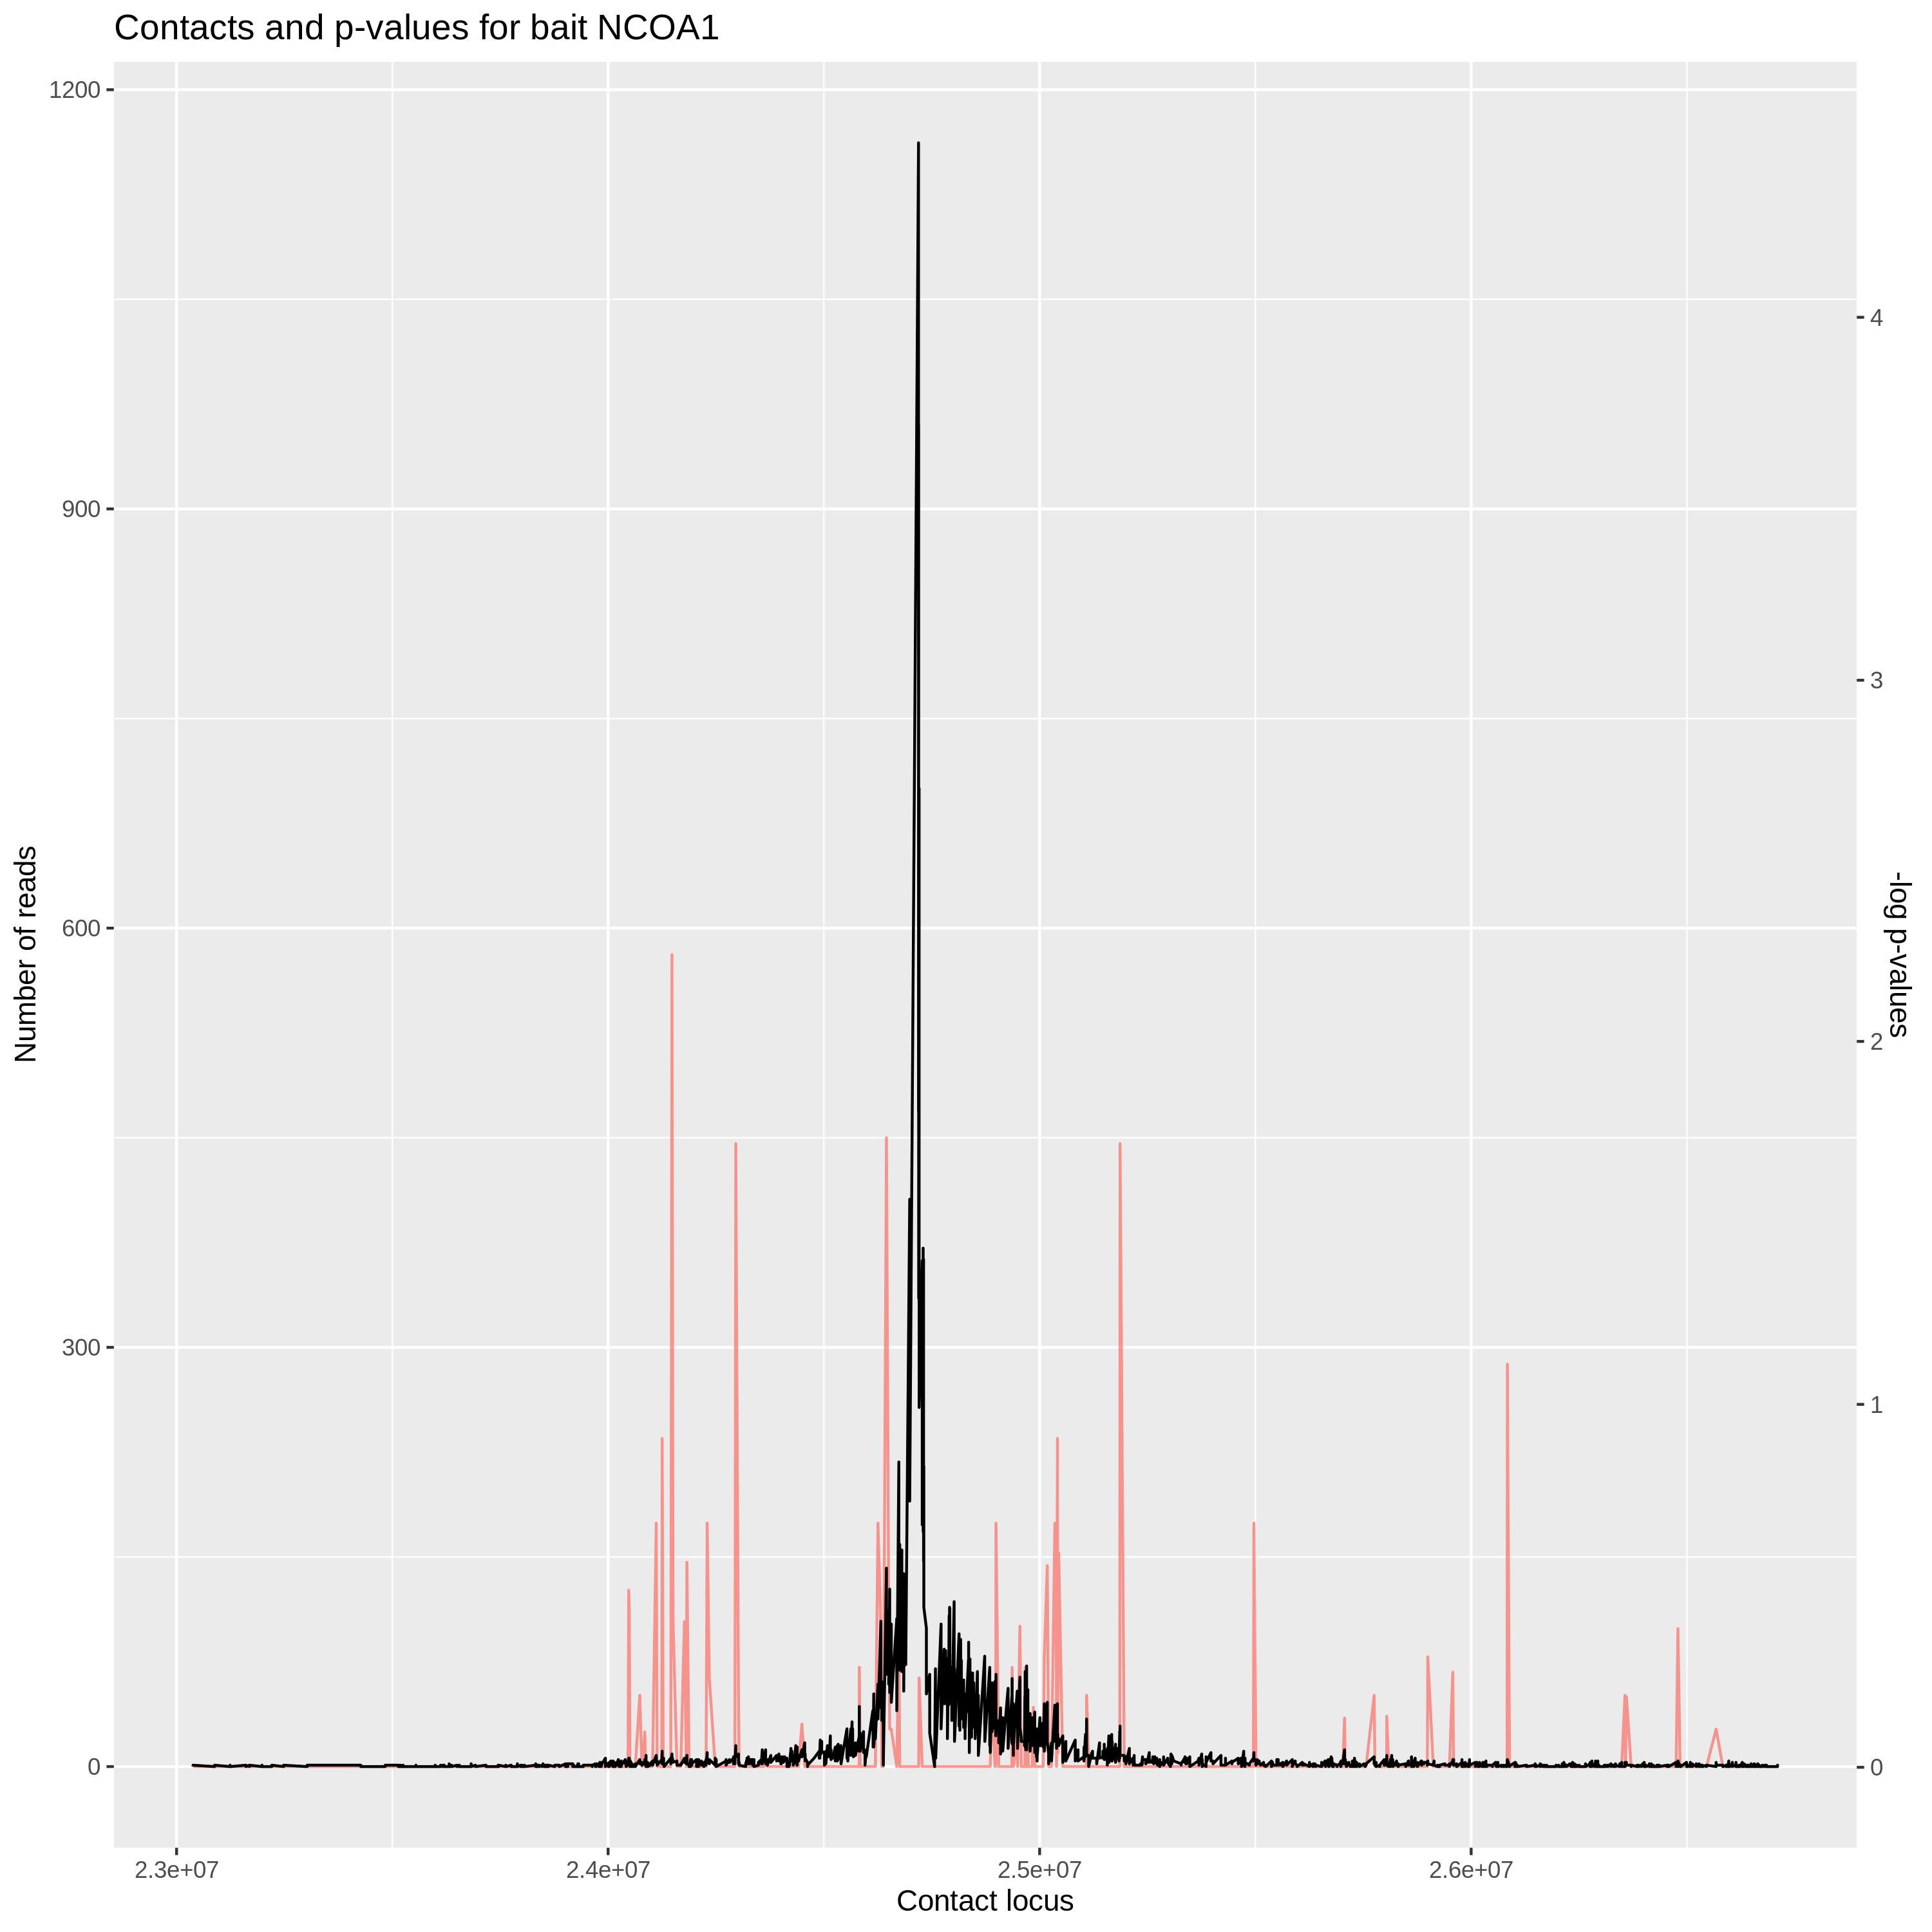 Contacts and p-values for bait NCOA1
1200
900
600
300
0
Number of reads
4
3
2
1
0
-log p-values
2.3e+07
2.4e+07
2.5e+07
2.6e+07
Contact locus